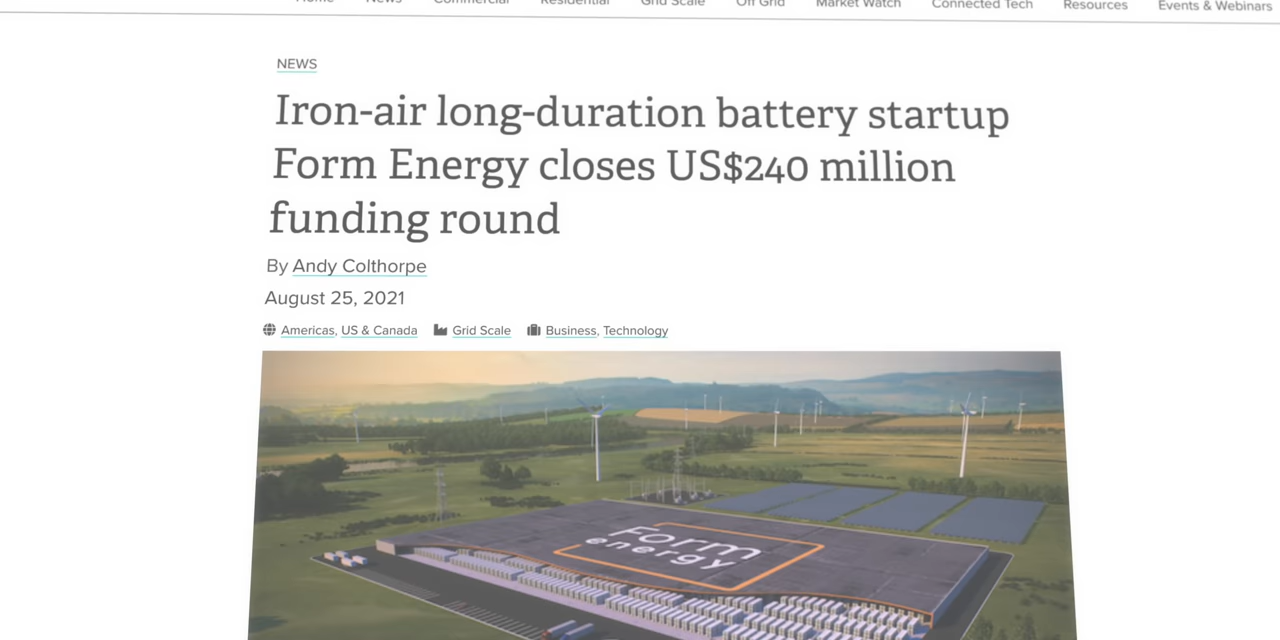 Home News Commercial Residential Grid Scale Off Grid Market Watch Connected Tech Resources Events & Webinars
NEWS
Iron-air long-duration battery startup
Form Energy closes US$240 million
funding round
By Andy Colthorpe
August 25, 2021
Americas, US & Canada Grid Scale Business, Technology
Form
energy